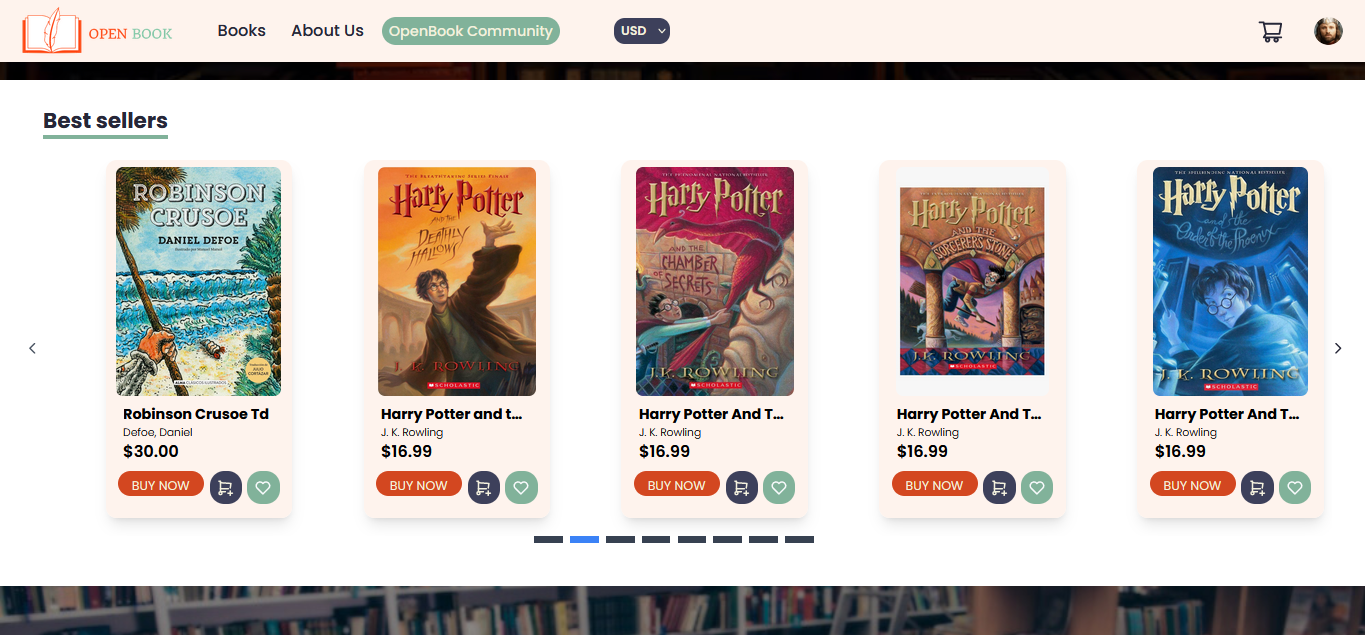 OPEN BOOK
Books
About Us
OpenBook Community
USD
Best sellers
ROBINSON
CRUSOE
DANIEL DEFOE
Harry Potter
AND THE
DEATHLY
HALLOWS
J. K. ROWLING
SCHOLASTIC
Harry Potter
AND THE
CHAMBER
OF
SECRETS
J.K. ROWLING
SCHOLASTIC
Harry Potter
AND THE
SORCERER'S STONE
J.K. ROWLING
SCHOLASTIC
Harry Potter
and the
Order of the Phoenix
J. K. ROWLING
SCHOLASTIC
Robinson Crusoe Td
Defoe, Daniel
$30.00
BUY NOW
Harry Potter and t...
J. K. Rowling
$16.99
BUY NOW
Harry Potter And T...
J. K. Rowling
$16.99
BUY NOW
Harry Potter And T...
J. K. Rowling
$16.99
BUY NOW
Harry Potter And T...
J. K. Rowling
$16.99
BUY NOW